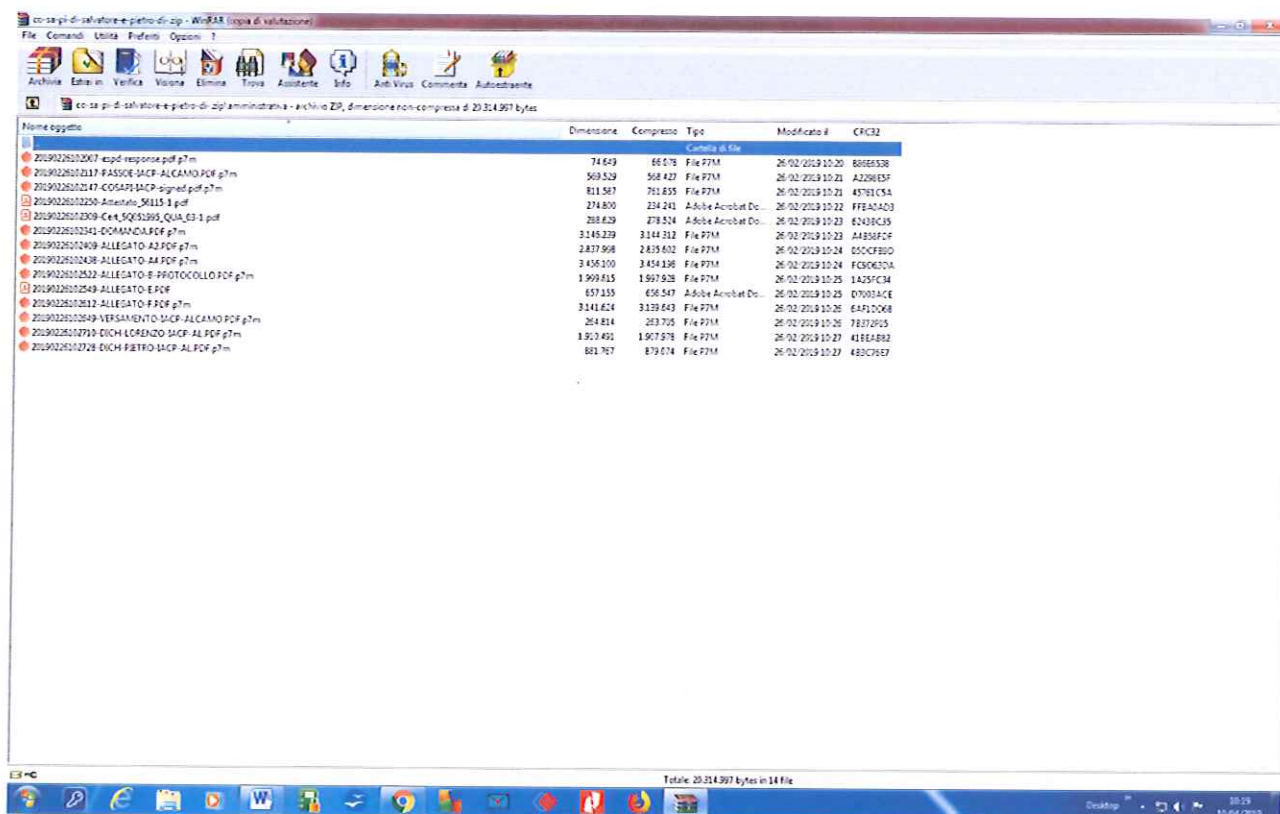 co-sa-pi-di-salvatore-e-pietro-di-zip - WinRAR (copia di valutazione)
File Comandi Utilità Preferiti Opzioni ?
Archivia Estrai in Verifica Visiona Elimina Trova Assistente Info Anti Virus Commenta Autoestraente
co-sa-pi-di-salvatore-e-pietro-di-zip\amministrativa - archivio ZIP, dimensione non-compressa di 20.314.997 bytes
Nome oggetto Dimensione Compresso Tipo Modificato il CRC32
Cartella di file
20190226102007-espd-response.pdf.p7m 74.649 66.078 File P7M 26/02/2019 10:20
20190226102117-PASSOE-IACP-ALCAMO.PDF.p7m 569.529 568.427 File P7M 26/02/2019 10:21 A2298E5F
20190226102147-COSAPI-IACP-signed.pdf.p7m 811.587 761.855 File P7M 26/02/2019 10:21 45761C5A
20190226102250-Attestato_56115-1.pdf 274.800 234.241 Adobe Acrobat Do... 26/02/2019 10:22 FFEA0AD3
20190226102309-Cert_SQ051995_QUA_03-1.pdf 288.629 278.524 Adobe Acrobat Do... 26/02/2019 10:23 62438C35
20190226102341-DOMANDA.PDF.p7m 3.146.239 3.144.312 File P7M 26/02/2019 10:23
20190226102409-ALLEGATO-A2.PDF.p7m 2.837.998 2.835.602 File P7M 26/02/2019 10:24
20190226102438-ALLEGATO-A4.PDF.p7m 3.456.100 3.454.196 File P7M 26/02/2019 10:24
20190226102522-ALLEGATO-B-PROTOCOLLO.PDF.p7m 1.999.815 1.997.928 File P7M 26/02/2019 10:25 1A25FC34
20190226102549-ALLEGATO-E.PDF 657.155 656.547 Adobe Acrobat Do... 26/02/2019 10:25 D7003ACE
20190226102612-ALLEGATO-F.PDF.p7m 3.141.624 3.139.643 File P7M 26/02/2019 10:26
20190226102649-VERSAMENTO-IACP-ALCAMO.PDF.p7m 264.814 263.705 File P7M 26/02/2019 10:26
20190226102710-DICH-LORENZO-IACP-AL.PDF.p7m 1.910.491 1.907.978 File P7M 26/02/2019 10:27 41BEAB82
20190226102728-DICH-PIETRO-IACP-AL.PDF.p7m 881.767 879.074 File P7M 26/02/2019 10:27 4B3C76E7
Totale 20.314.997 bytes in 14 file
Desktop
10:19